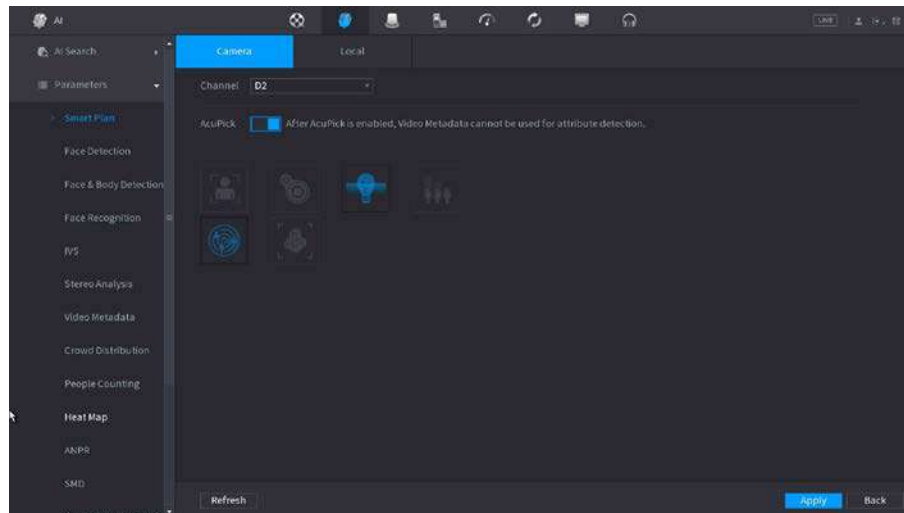 AI
LIVE
AI Search
Camera
Local
Parameters
Channel
D2
Smart Plan
AcuPick
After AcuPick is enabled, Video Metadata cannot be used for attribute detection.
Face Detection
Face & Body Detection
Face Recognition
IVS
Stereo Analysis
Video Metadata
Crowd Distribution
People Counting
Heat Map
ANPR
SMD
Refresh
Apply
Back